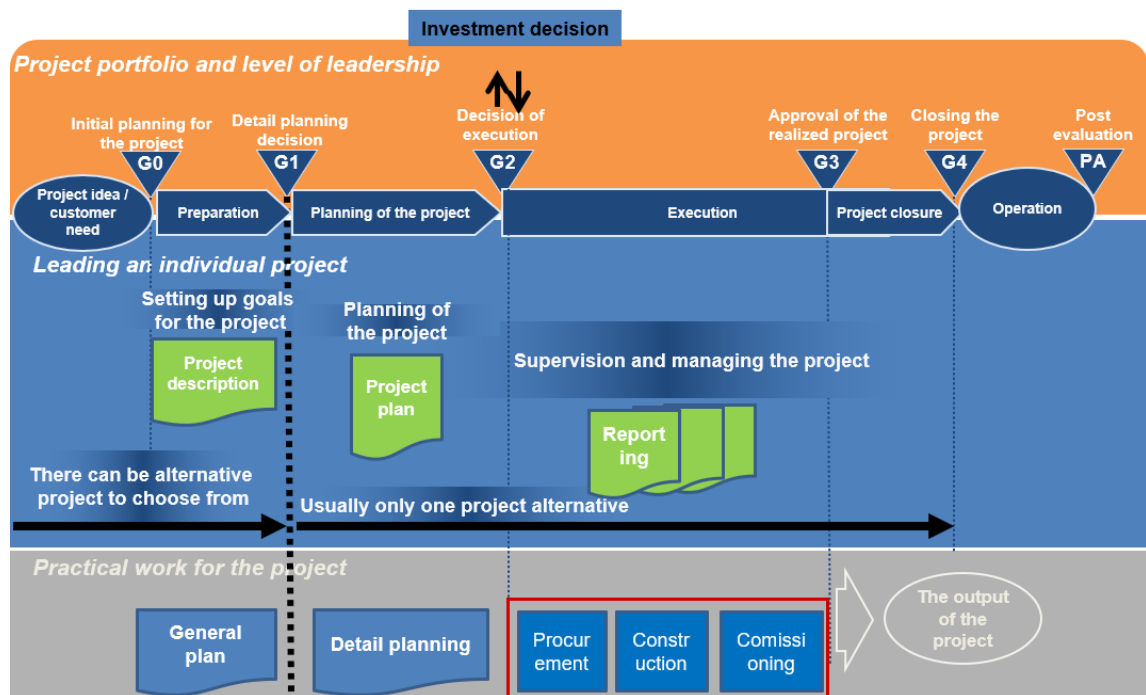 Investment decision
Project portfolio and level of leadership
Initial planning for
the project
Detail planning
decision
Decision of
execution
Approval of the
realized project
Closing the
project
Post
evaluation
G0
G1
G2
G3
G4
PA
Project idea /
customer
need
Preparation
Planning of the project
Execution
Project closure
Operation
Leading an individual project
Setting up goals
for the project
Planning of
the project
Supervision and managing the project
Project
description
Project
plan
Report
ing
There can be alternative
project to choose from
Usually only one project alternative
Practical work for the project
General
plan
Detail planning
Procur
ement
Constr
uction
Comissi
oning
The output
of the
project